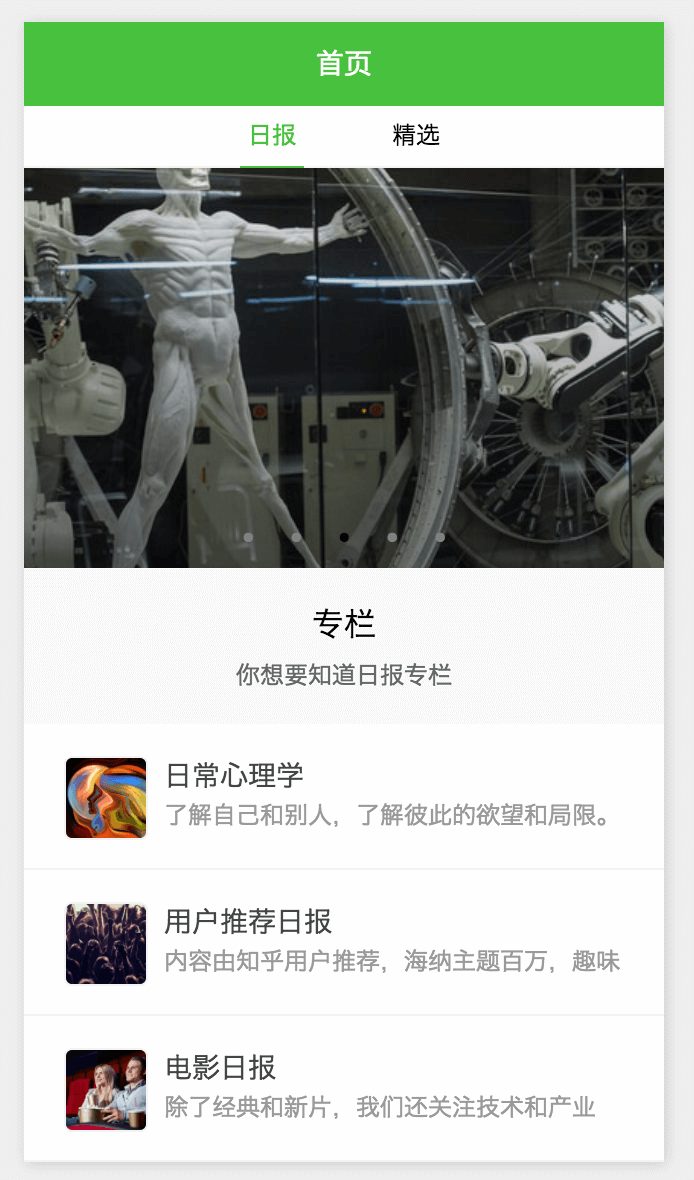 首页
日报 精选
专栏
你想要知道日报专栏
日常心理学
了解自己和别人，了解彼此的欲望和局限。
用户推荐日报
内容由知乎用户推荐，海纳主题百万，趣味
电影日报
除了经典和新片，我们还关注技术和产业